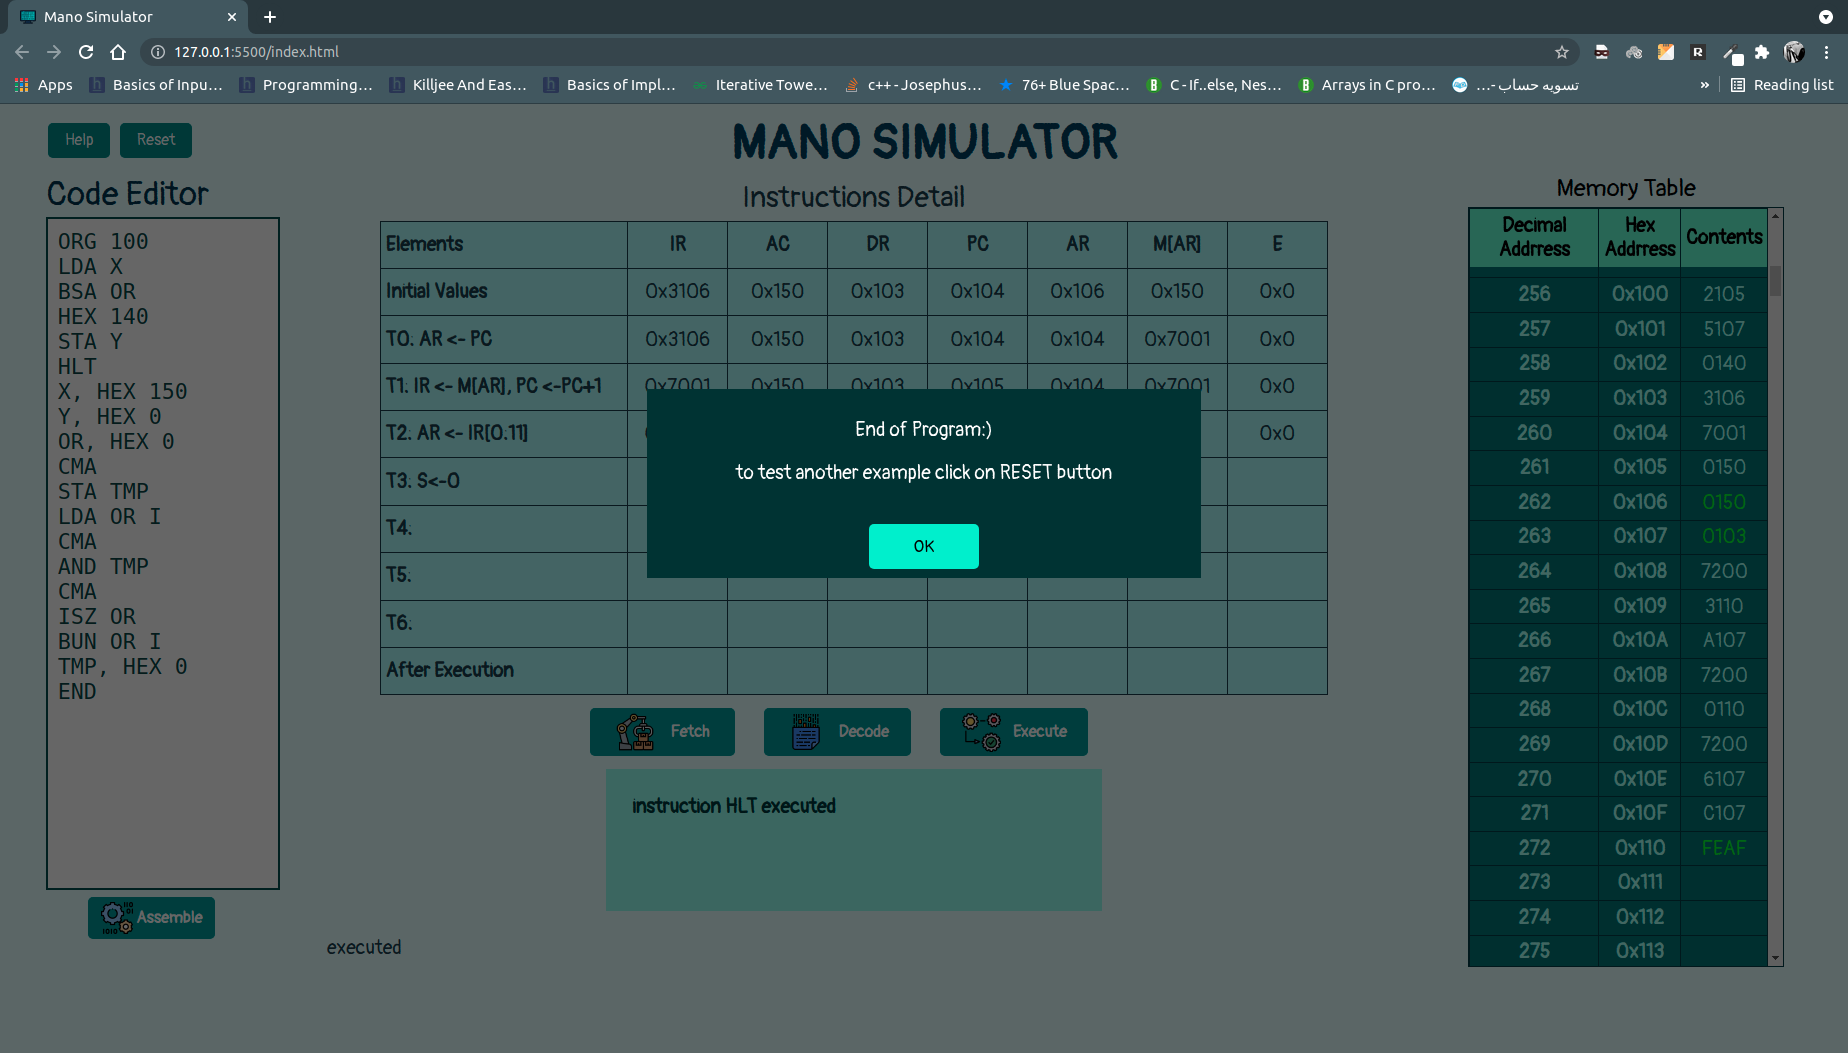 Mano Simulator
127.0.0.1:5500/index.html
Apps
Basics of Inpu...
Programming...
Killjee And Eas...
Basics of Impl...
Iterative Towe...
c++ - Josephus...
76+ Blue Spac...
C - If..else, Nes...
Arrays in C pro...
تسویه حساب -...
»
Reading list
Help
Reset
MANO SIMULATOR
Code Editor
ORG 100
LDA X
BSA OR
HEX 140
STA Y
HLT
X, HEX 150
Y, HEX 0
OR, HEX 0
CMA
STA TMP
LDA OR I
CMA
AND TMP
CMA
ISZ OR
BUN OR I
TMP, HEX 0
END
Assemble
Instructions Detail
Elements IR AC DR PC AR M[AR] E
Initial Values 0x3106 0x150 0x103 0x104 0x106 0x150 0x0
T0: AR <- PC 0x3106 0x150 0x103 0x104 0x104 0x7001 0x0
T1: IR <- M[AR], PC <-PC+1 0x7001 0x150 0x103 0x105 0x104 0x7001 0x0
T2: AR <- IR[0:11] 0x0
T3: S<-0
T4:
T5:
T6:
After Execution
End of Program:)
to test another example click on RESET button
OK
Fetch
Decode
Execute
instruction HLT executed
executed
Memory Table
Decimal Addrress Hex Addrress Contents
256 0x100 2105
257 0x101 5107
258 0x102 0140
259 0x103 3106
260 0x104 7001
261 0x105 0150
262 0x106 0150
263 0x107 0103
264 0x108 7200
265 0x109 3110
266 0x10A A107
267 0x10B 7200
268 0x10C 0110
269 0x10D 7200
270 0x10E 6107
271 0x10F C107
272 0x110 FEAF
273 0x111
274 0x112
275 0x113